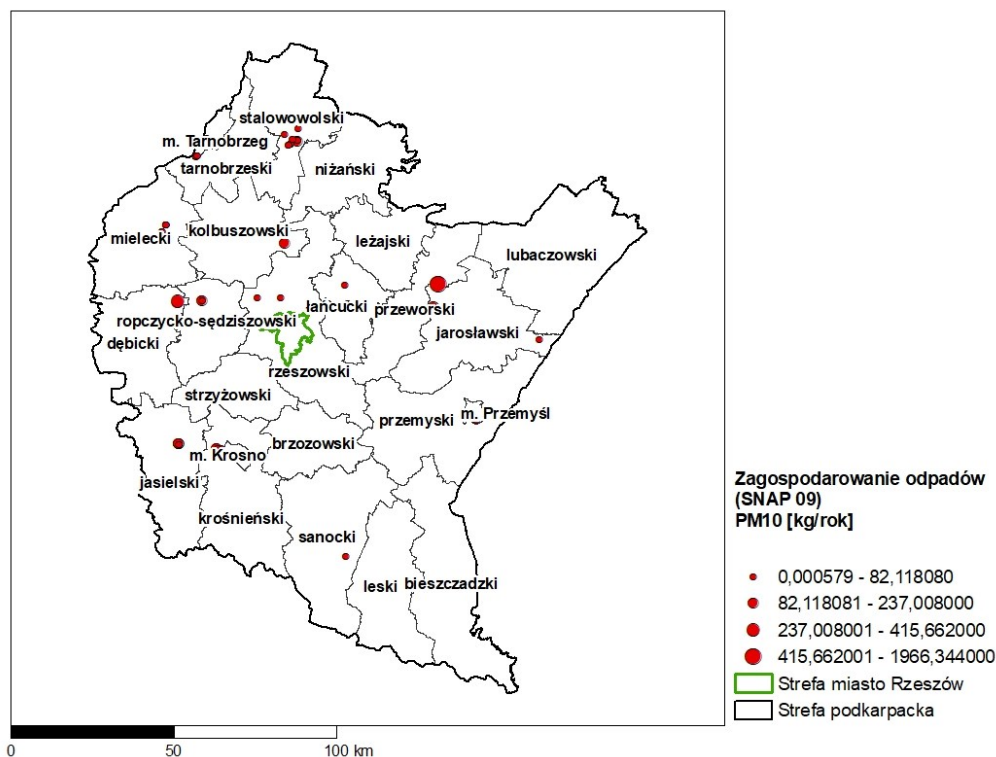 stalowowolski
m. Tarnobrzeg
tarnobrzeski
niżański
mielecki
kolbuszowski
leżajski
lubaczowski
łańcucki
przeworski
ropczycko-sędziszowski
jarosławski
dębicki
rzeszowski
strzyżowski
przemyski
m. Przemyśl
brzozowski
m. Krosno
jasielski
krośnieński
sanocki
leski
bieszczadzki
Zagospodarowanie odpadów
(SNAP 09)
PM10 [kg/rok]
0,000579 - 82,118080
82,118081 - 237,008000
237,008001 - 415,662000
415,662001 - 1966,344000
Strefa miasto Rzeszów
Strefa podkarpacka
0 50 100 km